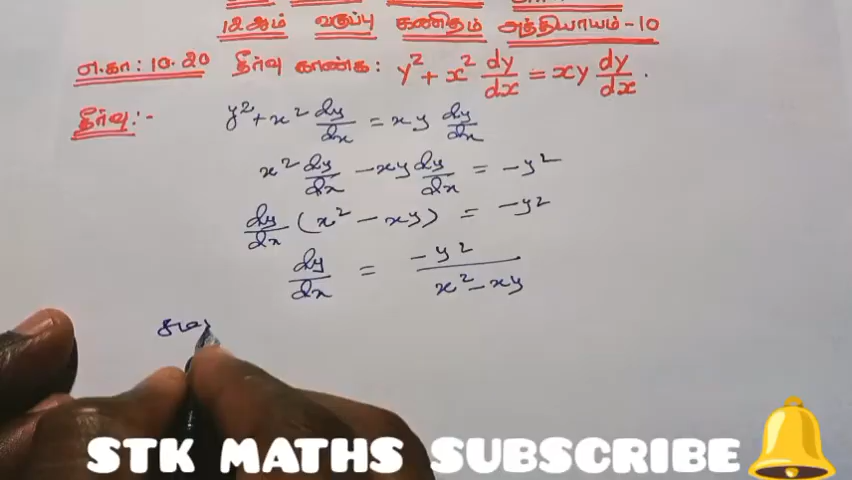 12ஆம் வகுப்பு கணிதம் அத்தியாயம் -10
எ.கா : 10.20 தீர்வு காண்க : y² + x² dy/dx = xy dy/dx .
தீர்வு :- y² + x² dy/dx = xy dy/dx
x² dy/dx - xy dy/dx = -y²
dy/dx (x² - xy) = -y²
dy/dx = -y² / x² - xy
STK MATHS SUBSCRIBE